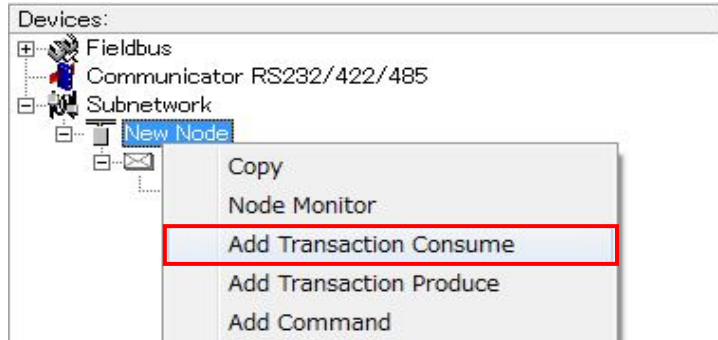 Devices:
Fieldbus
Communicator RS232/422/485
Subnetwork
New Node
Copy
Node Monitor
Add Transaction Consume
Add Transaction Produce
Add Command